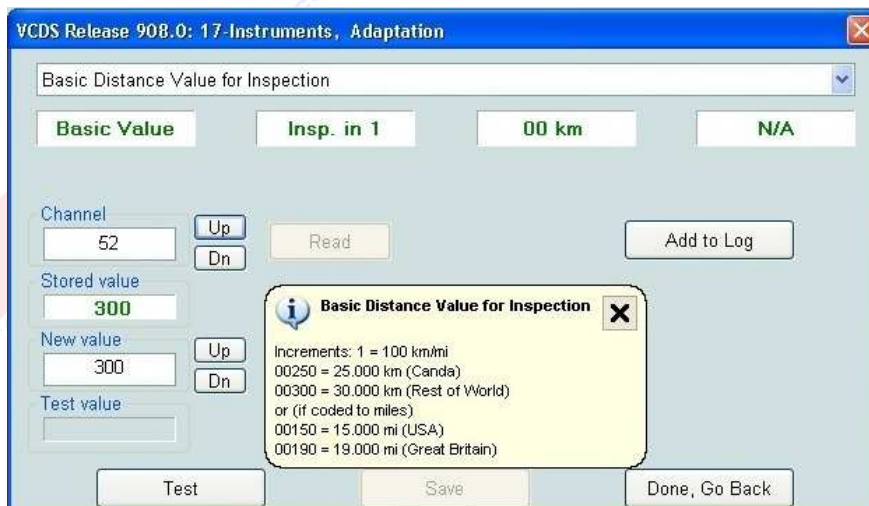 VCDS Release 908.0: 17-Instruments, Adaptation
Basic Distance Value for Inspection
Basic Value
Insp. in 1
00 km
N/A
Channel
52
Up
Dn
Read
Add to Log
Stored value
300
New value
300
Up
Dn
Test value
Basic Distance Value for Inspection
Increments: 1 = 100 km/mi
00250 = 25.000 km (Canda)
00300 = 30.000 km (Rest of World)
or (if coded to miles)
00150 = 15.000 mi (USA)
00190 = 19.000 mi (Great Britain)
Test
Save
Done, Go Back